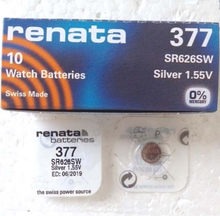 renata
377
10
SR626SW
Watch Batteries
Silver 1.55V
Swiss Made
0%
MERCURY
renata
batteries
377
SR626SW
Silver 1.55V
ED: 06/2019
the swiss power source